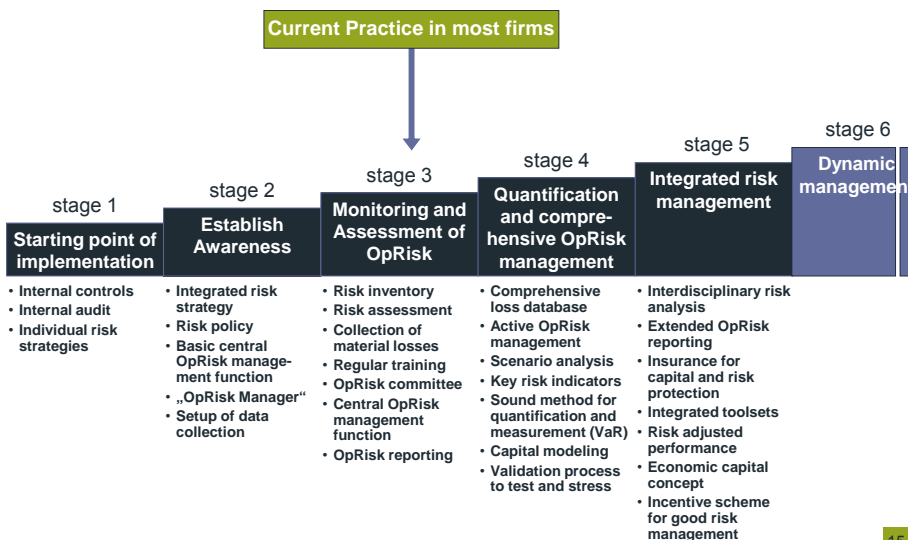 Current Practice in most firms
stage 1
Starting point of
implementation
• Internal controls
• Internal audit
• Individual risk
strategies
stage 2
Establish
Awareness
• Integrated risk
strategy
• Risk policy
• Basic central
OpRisk manage-
ment function
• „OpRisk Manager“
• Setup of data
collection
stage 3
Monitoring and
Assessment of
OpRisk
• Risk inventory
• Risk assessment
• Collection of
material losses
• Regular training
• OpRisk committee
• Central OpRisk
management
function
• OpRisk reporting
stage 4
Quantification
and compre-
hensive OpRisk
management
• Comprehensive
loss database
• Active OpRisk
management
• Scenario analysis
• Key risk indicators
• Sound method for
quantification and
measurement (VaR)
• Capital modeling
• Validation process
to test and stress
stage 5
Integrated risk
management
• Interdisciplinary risk
analysis
• Extended OpRisk
reporting
• Insurance for
capital and risk
protection
• Integrated toolsets
• Risk adjusted
performance
• Economic capital
concept
• Incentive scheme
for good risk
management
stage 6
Dynamic
managemen
15